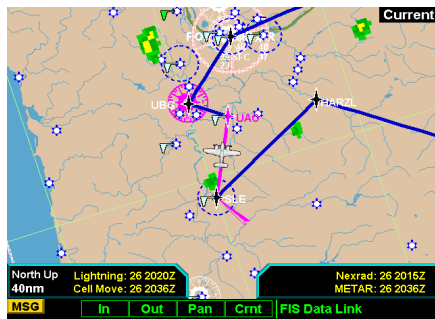 Current
UBG
UAO
HARZL
SLE
North Up
40nm
Lightning: 26 2020Z
Cell Move: 26 2036Z
Nexrad: 26 2015Z
METAR: 26 2036Z
MSG
In
Out
Pan
Crnt
FIS Data Link